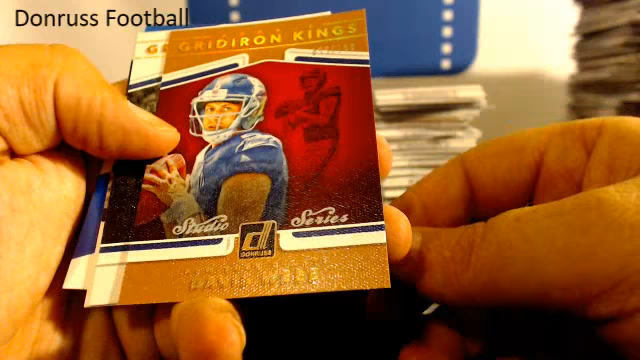 Donruss Football
GRIDIRON KINGS
Studio Series
DONRUSS